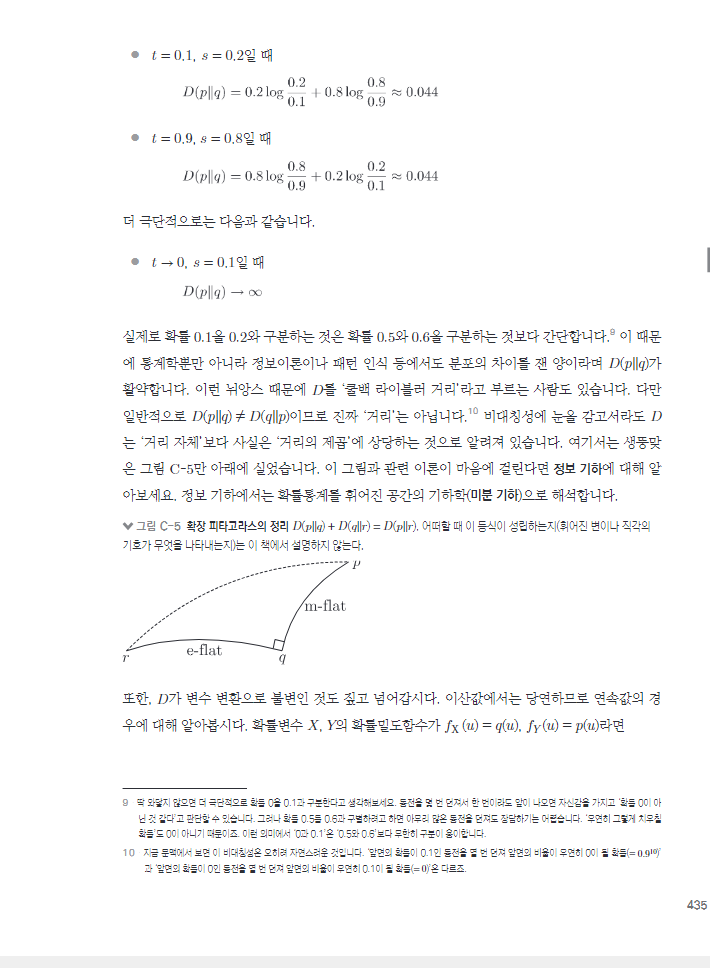 ● t = 0.1, s = 0.2일 때
D(p||q) = 0.2 log 0.2/0.1 + 0.8 log 0.8/0.9 ≈ 0.044
● t = 0.9, s = 0.8일 때
D(p||q) = 0.8 log 0.8/0.9 + 0.2 log 0.2/0.1 ≈ 0.044
더 극단적으로는 다음과 같습니다.
● t → 0, s = 0.1일 때
D(p||q) → ∞
실제로 확률 0.1을 0.2와 구분하는 것은 확률 0.5와 0.6을 구분하는 것보다 간단합니다.⁹ 이 때문
에 통계학뿐만 아니라 정보이론이나 패턴 인식 등에서도 분포의 차이를 잰 양이라며 D(p||q)가
활약합니다. 이런 뉘앙스 때문에 D를 ‘쿨백 라이블러 거리’라고 부르는 사람도 있습니다. 다만
일반적으로 D(p||q) ≠ D(q||p)이므로 진짜 ‘거리’는 아닙니다.¹⁰ 비대칭성에 눈을 감고서라도 D
는 ‘거리 자체’보다 사실은 ‘거리의 제곱’에 상당하는 것으로 알려져 있습니다. 여기서는 생뚱맞
은 그림 C-5만 아래에 실었습니다. 이 그림과 관련 이론이 마음에 걸린다면 정보 기하에 대해 알
아보세요. 정보 기하에서는 확률통계를 휘어진 공간의 기하학(미분 기하)으로 해석합니다.
그림 C-5 확장 피타고라스의 정리 D(p||q) + D(q||r) = D(p||r). 어떠할 때 이 등식이 성립하는지(휘어진 변이나 직각의
기호가 무엇을 나타내는지)는 이 책에서 설명하지 않는다.
p
m-flat
e-flat
r
q
또한, D가 변수 변환으로 불변인 것도 짚고 넘어갑시다. 이산값에서는 당연하므로 연속값의 경
우에 대해 알아봅시다. 확률변수 X, Y의 확률밀도함수가 f_X(u) = q(u), f_Y(u) = p(u)라면
9 딱 와닿지 않으면 더 극단적으로 확률 0을 0.1과 구분한다고 생각해보세요. 동전을 몇 번 던져서 한 번이라도 앞이 나오면 자신감을 가지고 ‘확률 0이 아
닌 것 같다’고 판단할 수 있습니다. 그러나 확률 0.5를 0.6과 구별하려고 하면 아무리 많은 동전을 던져도 장담하기는 어렵습니다. ‘우연히 그렇게 치우칠
확률’도 0이 아니기 때문이죠. 이런 의미에서 ‘0과 0.1’은 ‘0.5와 0.6’보다 무한히 구분이 용이합니다.
10 지금 문맥에서 보면 이 비대칭성은 오히려 자연스러운 것입니다. ‘앞면의 확률이 0.1인 동전을 열 번 던져 앞면의 비율이 우연히 0이 될 확률(= 0.9¹⁰)’
과 ‘앞면의 확률이 0인 동전을 열 번 던져 앞면의 비율이 우연히 0.1이 될 확률(= 0)’은 다르죠.
435